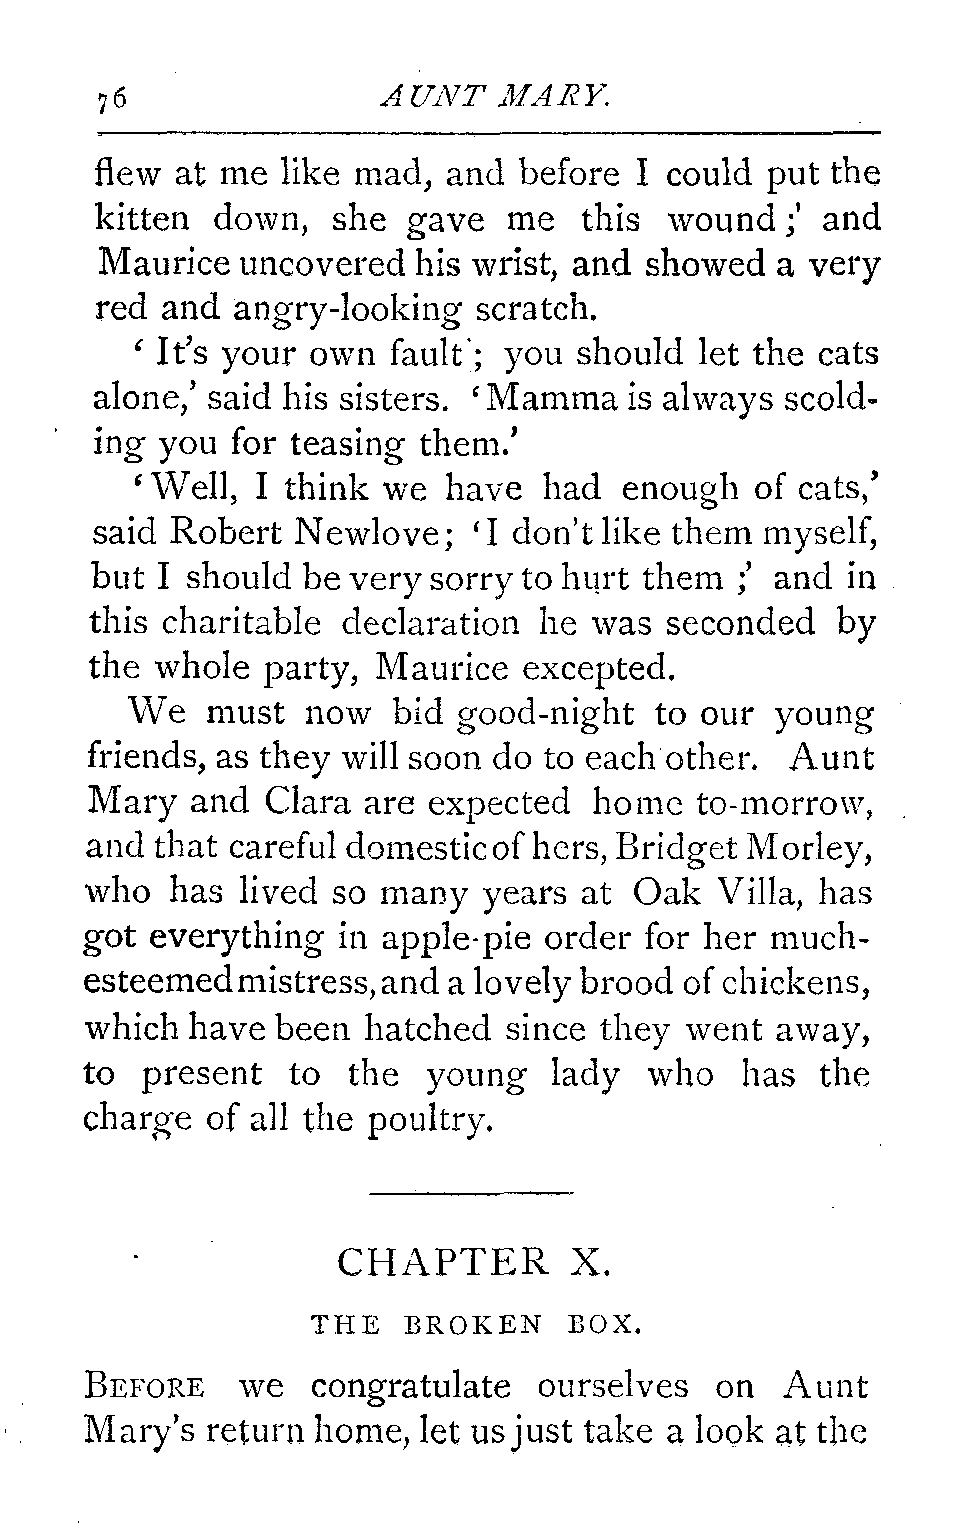 76 AUNT MARY.
flew at me like mad, and before I could put the
kitten down, she gave me this wound;' and
Maurice uncovered his wrist, and showed a very
red and angry-looking scratch.
'It's your own fault; you should let the cats
alone,' said his sisters. 'Mamma is always scold-
ing you for teasing them.'
'Well, I think we have had enough of cats,'
said Robert Newlove; 'I don't like them myself,
but I should be very sorry to hurt them;' and in
this charitable declaration he was seconded by
the whole party, Maurice excepted.
We must now bid good-night to our young
friends, as they will soon do to each other. Aunt
Mary and Clara are expected home to-morrow,
and that careful domestic of hers, Bridget Morley,
who has lived so many years at Oak Villa, has
got everything in apple-pie order for her much-
esteemed mistress, and a lovely brood of chickens,
which have been hatched since they went away,
to present to the young lady who has the
charge of all the poultry.
CHAPTER X.
THE BROKEN BOX.
BEFORE we congratulate ourselves on Aunt
Mary's return home, let us just take a look at the